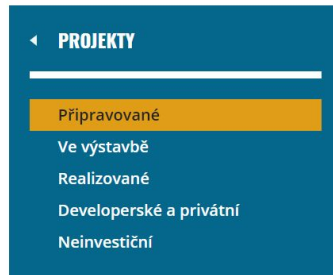 PROJEKTY
Připravované
Ve výstavbě
Realizované
Developerské a privátní
Neinvestiční